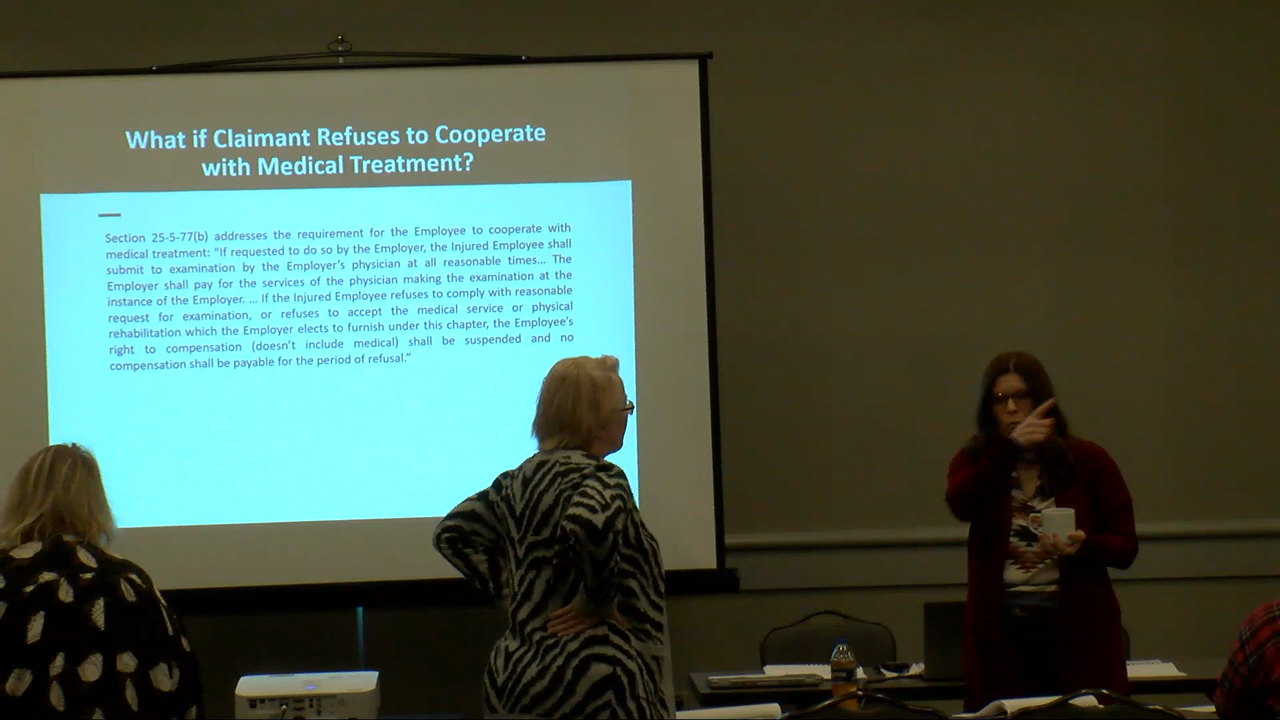 What if Claimant Refuses to Cooperate
with Medical Treatment?
Section 25-5-77(b) addresses the requirement for the Employee to cooperate with
medical treatment: “If requested to do so by the Employer, the Injured Employee shall
submit to examination by the Employer’s physician at all reasonable times... The
Employer shall pay for the services of the physician making the examination at the
instance of the Employer. ... If the Injured Employee refuses to comply with reasonable
request for examination, or refuses to accept the medical service or physical
rehabilitation which the Employer elects to furnish under this chapter, the Employee’s
right to compensation (doesn’t include medical) shall be suspended and no
compensation shall be payable for the period of refusal.”